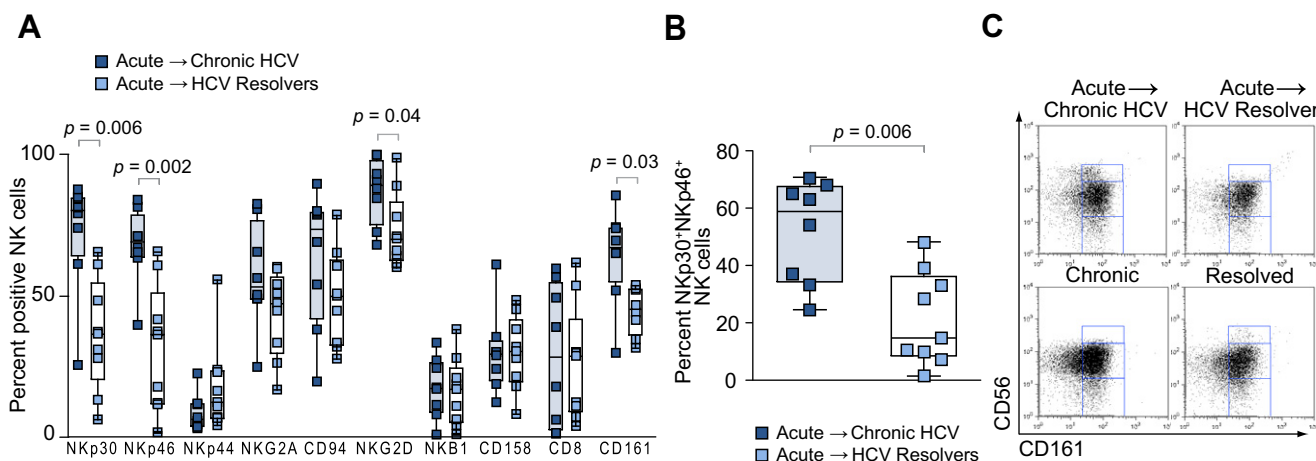 A
Acute → Chronic HCV
Acute → HCV Resolvers
p = 0.006
p = 0.002
p = 0.04
p = 0.03
Percent positive NK cells
100
50
0
NKp30 NKp46 NKp44 NKG2A CD94 NKG2D NKB1 CD158 CD8 CD161
B
p = 0.006
Percent NKp30+NKp46+
NK cells
80
60
40
20
0
Acute → Chronic HCV
Acute → HCV Resolvers
C
Acute →
Chronic HCV
Acute →
HCV Resolver
Chronic
Resolved
CD56
CD161